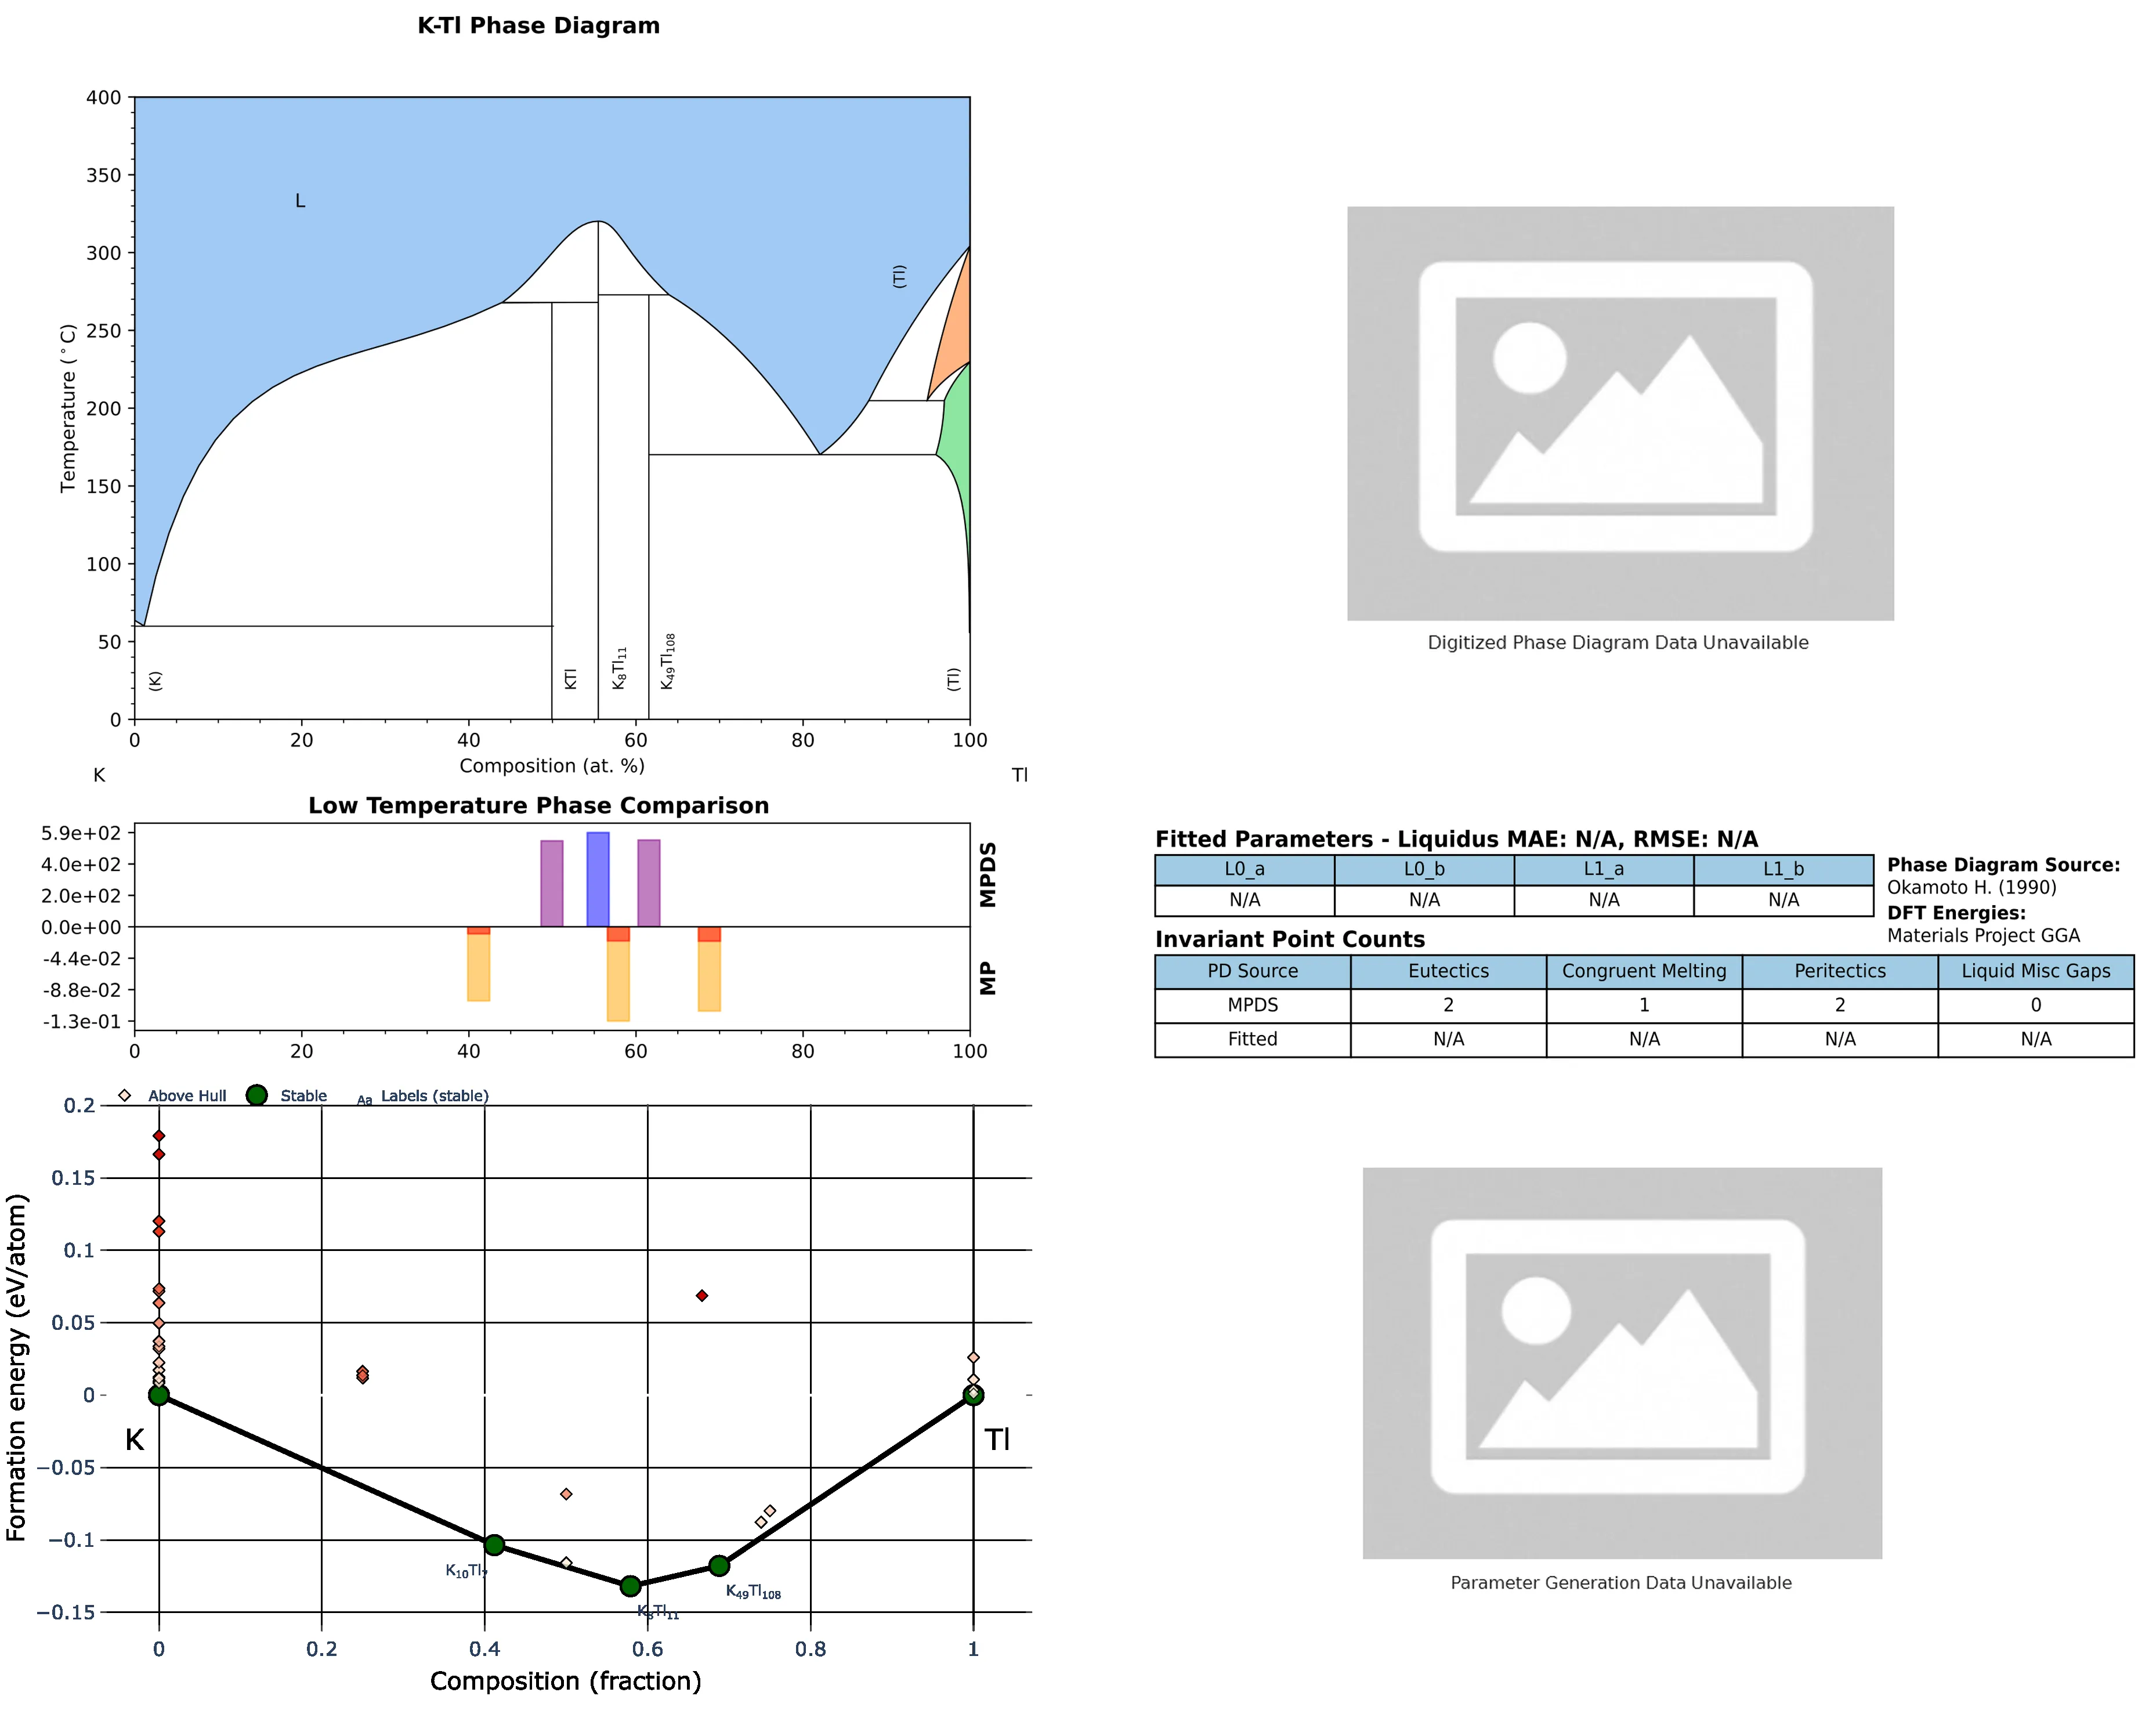 K-Tl Phase Diagram
400
350
300
250
200
150
100
50
0
Temperature (°C)
L
(Tl)
(K)
KTl
K₈Tl₁₁
K₄₉Tl₁₀₈
(Tl)
0 20 40 60 80 100
Composition (at. %)
K Tl
Low Temperature Phase Comparison
5.9e+02
4.0e+02
2.0e+02
0.0e+00
-4.4e-02
-8.8e-02
-1.3e-01
MPDS
MP
0 20 40 60 80 100
Above Hull Stable Aa Labels (stable)
0.2
0.15
0.1
0.05
0
−0.05
−0.1
−0.15
Formation energy (eV/atom)
K
Tl
K₁₀Tl₇
K₈Tl₁₁
K₄₉Tl₁₀₈
0 0.2 0.4 0.6 0.8 1
Composition (fraction)
Digitized Phase Diagram Data Unavailable
Fitted Parameters - Liquidus MAE: N/A, RMSE: N/A
L0_a L0_b L1_a L1_b
N/A N/A N/A N/A
Phase Diagram Source:
Okamoto H. (1990)
DFT Energies:
Materials Project GGA
Invariant Point Counts
PD Source Eutectics Congruent Melting Peritectics Liquid Misc Gaps
MPDS 2 1 2 0
Fitted N/A N/A N/A N/A
Parameter Generation Data Unavailable